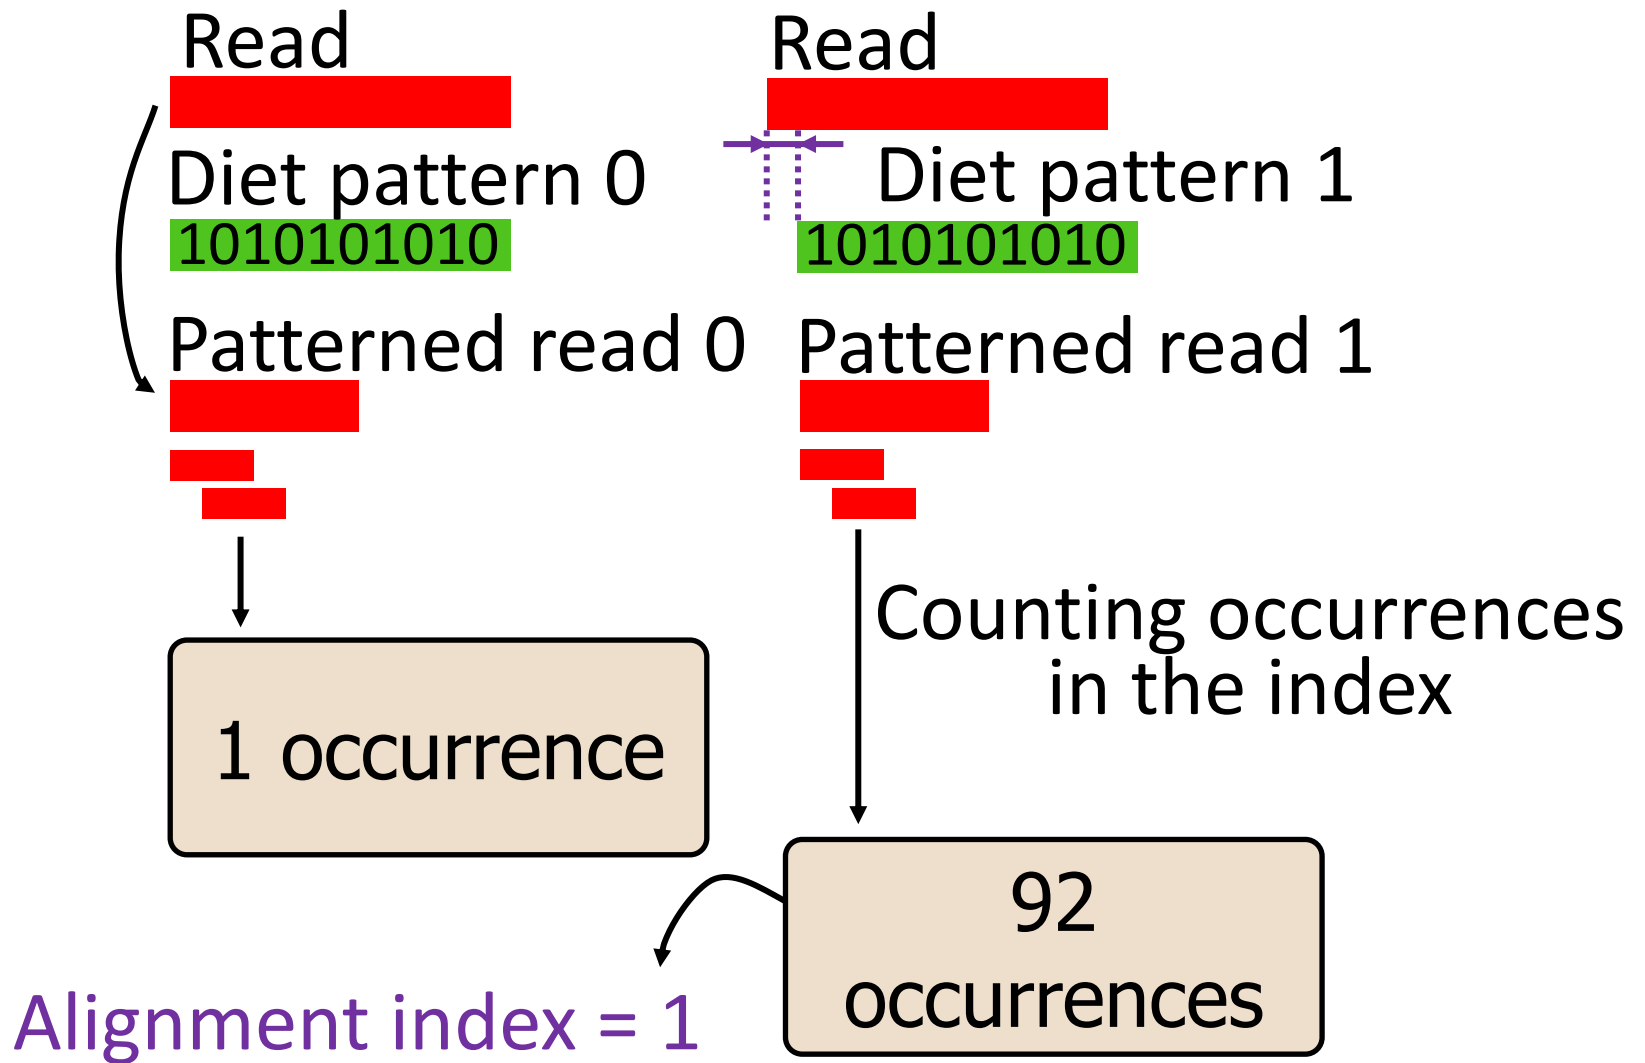 Read
Diet pattern 0
1010101010
Patterned read 0
1 occurrence
Read
Diet pattern 1
1010101010
Patterned read 1
Counting occurrences
in the index
92
occurrences
Alignment index = 1